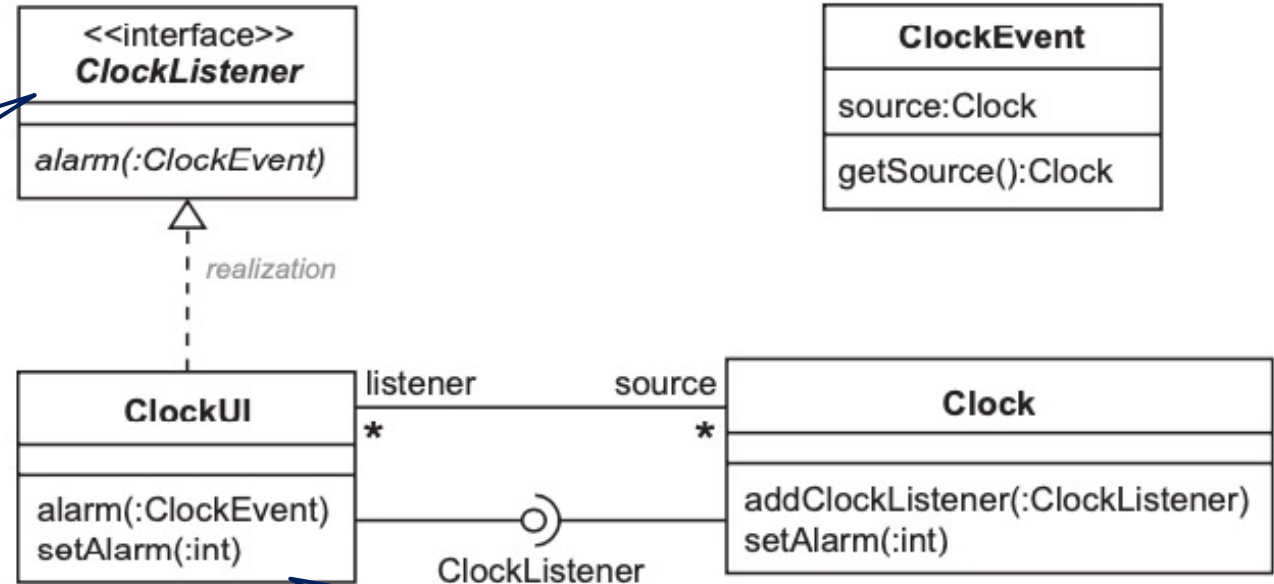 <<interface>>
ClockListener
alarm(:ClockEvent)
ClockEvent
source:Clock
getSource():Clock
realization
ClockUI
alarm(:ClockEvent)
setAlarm(:int)
listener
*
source
*
ClockListener
Clock
addClockListener(:ClockListener)
setAlarm(:int)